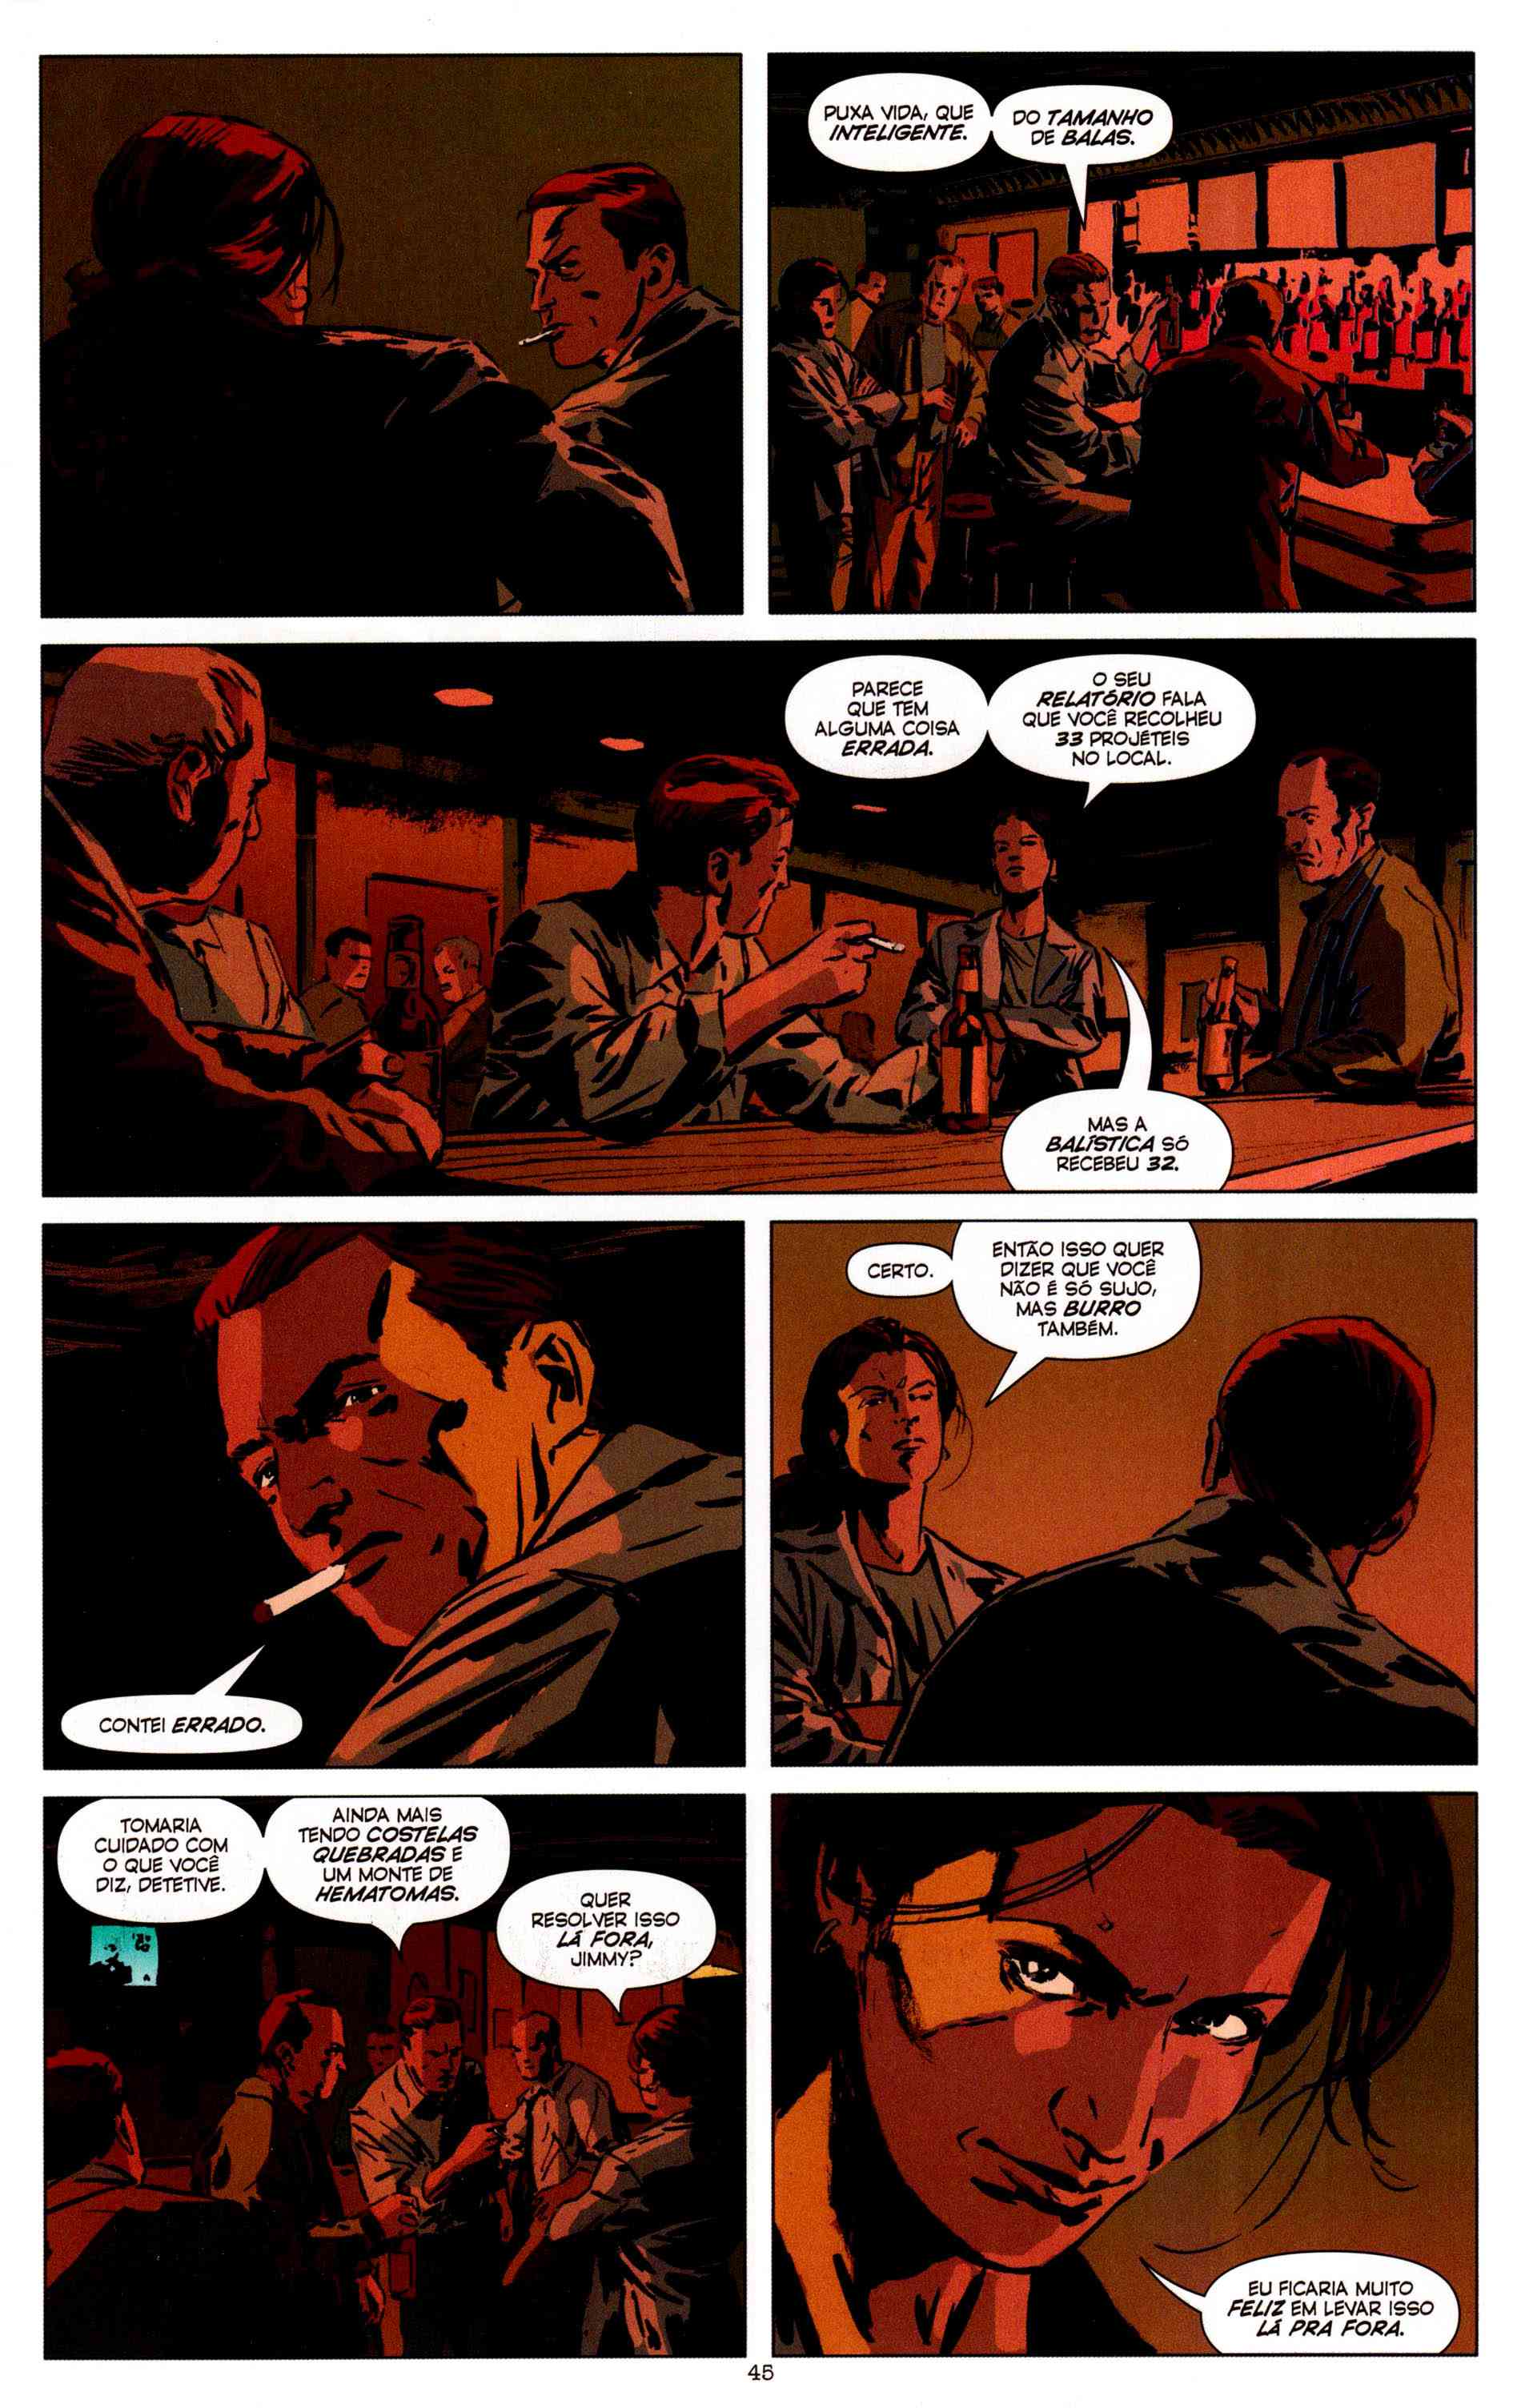 PUXA VIDA, QUE
INTELIGENTE.
DO TAMANHO
DE BALAS.
PARECE
QUE TEM
ALGUMA COISA
ERRADA.
O SEU
RELATÓRIO FALA
QUE VOCÊ RECOLHEU
33 PROJÉTEIS
NO LOCAL.
MAS A
BALÍSTICA SÓ
RECEBEU 32.
CONTEI ERRADO.
CERTO.
ENTÃO ISSO QUER
DIZER QUE VOCÊ
NÃO É SÓ SUJO,
MAS BURRO
TAMBÉM.
TOMARIA
CUIDADO COM
O QUE VOCÊ
DIZ, DETETIVE.
AINDA MAIS
TENDO COSTELAS
QUEBRADAS E
UM MONTE DE
HEMATOMAS.
QUER
RESOLVER ISSO
LÁ FORA,
JIMMY?
EU FICARIA MUITO
FELIZ EM LEVAR ISSO
LÁ PRA FORA.
45